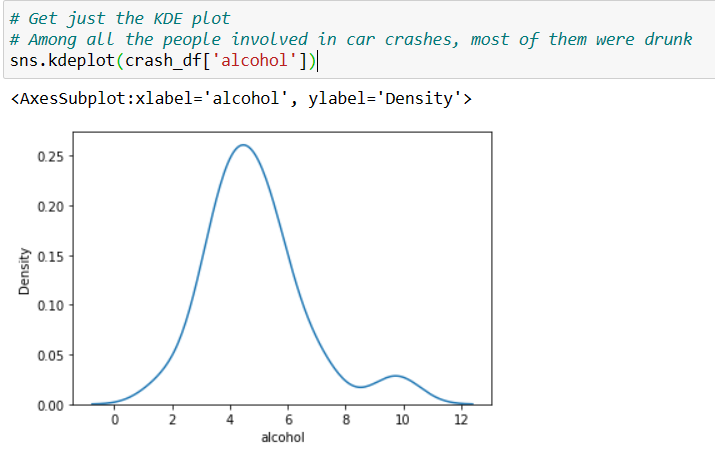 # Get just the KDE plot
# Among all the people involved in car crashes, most of them were drunk
sns.kdeplot(crash_df['alcohol'])
<AxesSubplot:xlabel='alcohol', ylabel='Density'>
0.25
0.20
0.15
0.10
0.05
0.00
Density
0 2 4 6 8 10 12
alcohol